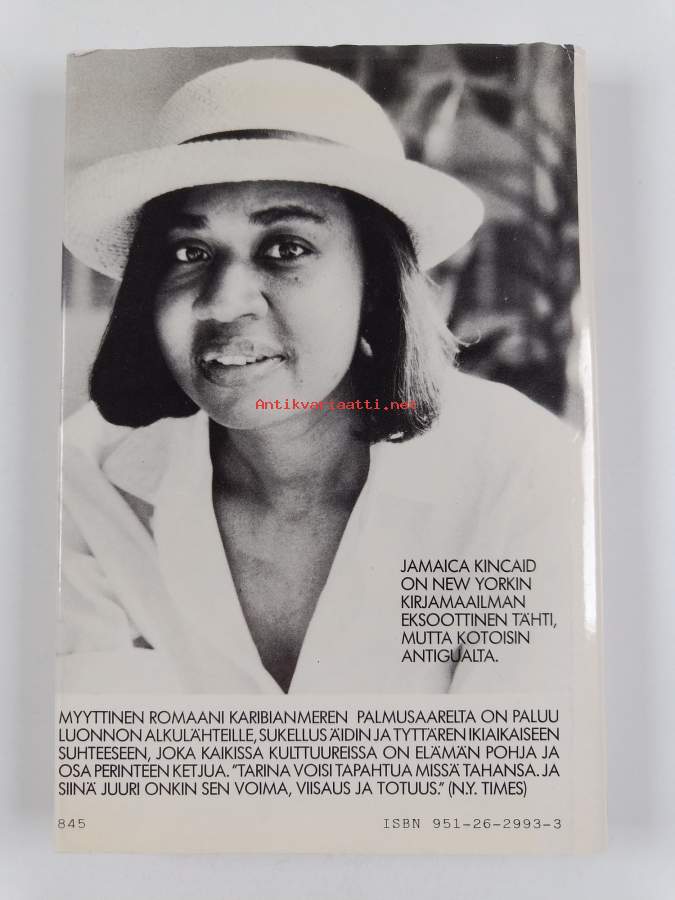 Antikvariaatti.net
JAMAICA KINCAID
ON NEW YORKIN
KIRJAMAAILMAN
EKSOOTTINEN TÄHTI,
MUTTA KOTOISIN
ANTIGUALTA.
MYYTTINEN ROMAANI KARIBIANMEREN PALMUSAARELTA ON PALUU
LUONNON ALKULÄHTEILLE, SUKELLUS ÄIDIN JA TYTTÄREN IKIAIKAISEEN
SUHTEESEEN, JOKA KAIKISSA KULTTUUREISSA ON ELÄMÄN POHJA JA
OSA PERINTEEN KETJUA. "TARINA VOISI TAPAHTUA MISSÄ TAHANSA. JA
SIINÄ JUURI ONKIN SEN VOIMA, VIISAUS JA TOTUUS." (N.Y. TIMES)
845 ISBN 951-26-2993-3